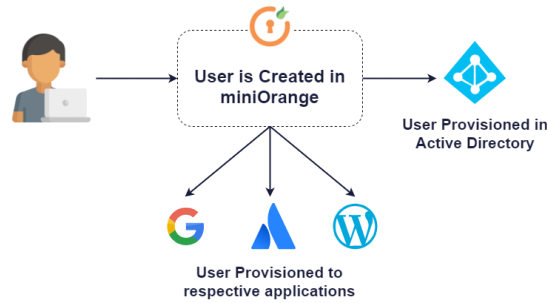 User is Created in
miniOrange
User Provisioned in
Active Directory
User Provisioned to
respective applications